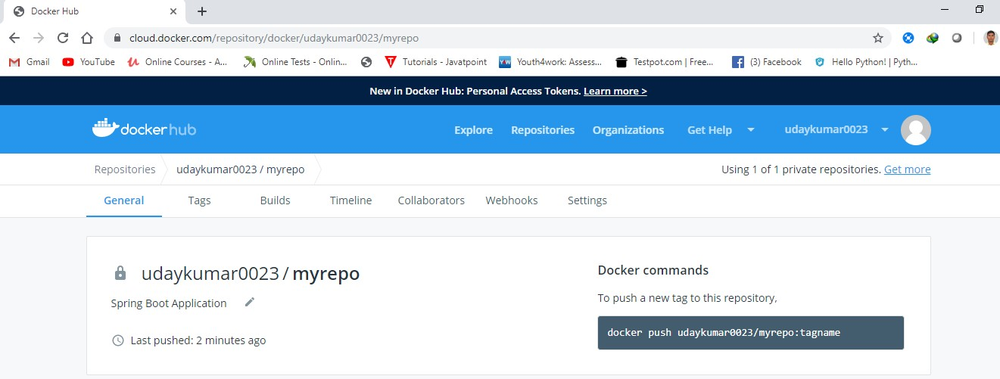 Docker Hub
cloud.docker.com/repository/docker/udaykumar0023/myrepo
Gmail YouTube Online Courses - A... Online Tests - Onlin... Tutorials - Javatpoint Youth4work: Assess... Testpot.com | Free... (3) Facebook Hello Python! | Pyth...
New in Docker Hub: Personal Access Tokens. Learn more >
docker hub Explore Repositories Organizations Get Help udaykumar0023
Repositories udaykumar0023 / myrepo Using 1 of 1 private repositories. Get more
General Tags Builds Timeline Collaborators Webhooks Settings
udaykumar0023 / myrepo
Spring Boot Application
Last pushed: 2 minutes ago
Docker commands
To push a new tag to this repository,
docker push udaykumar0023/myrepo:tagname